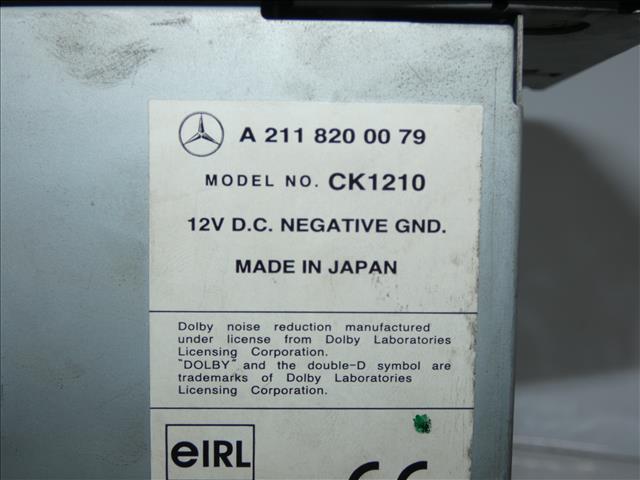 A 211 820 00 79
MODEL NO. CK1210
12V D.C. NEGATIVE GND.
MADE IN JAPAN
Dolby noise reduction manufactured
under license from Dolby Laboratories
Licensing Corporation.
"DOLBY" and the double-D symbol are
trademarks of Dolby Laboratories
Licensing Corporation.
eIRL
CE